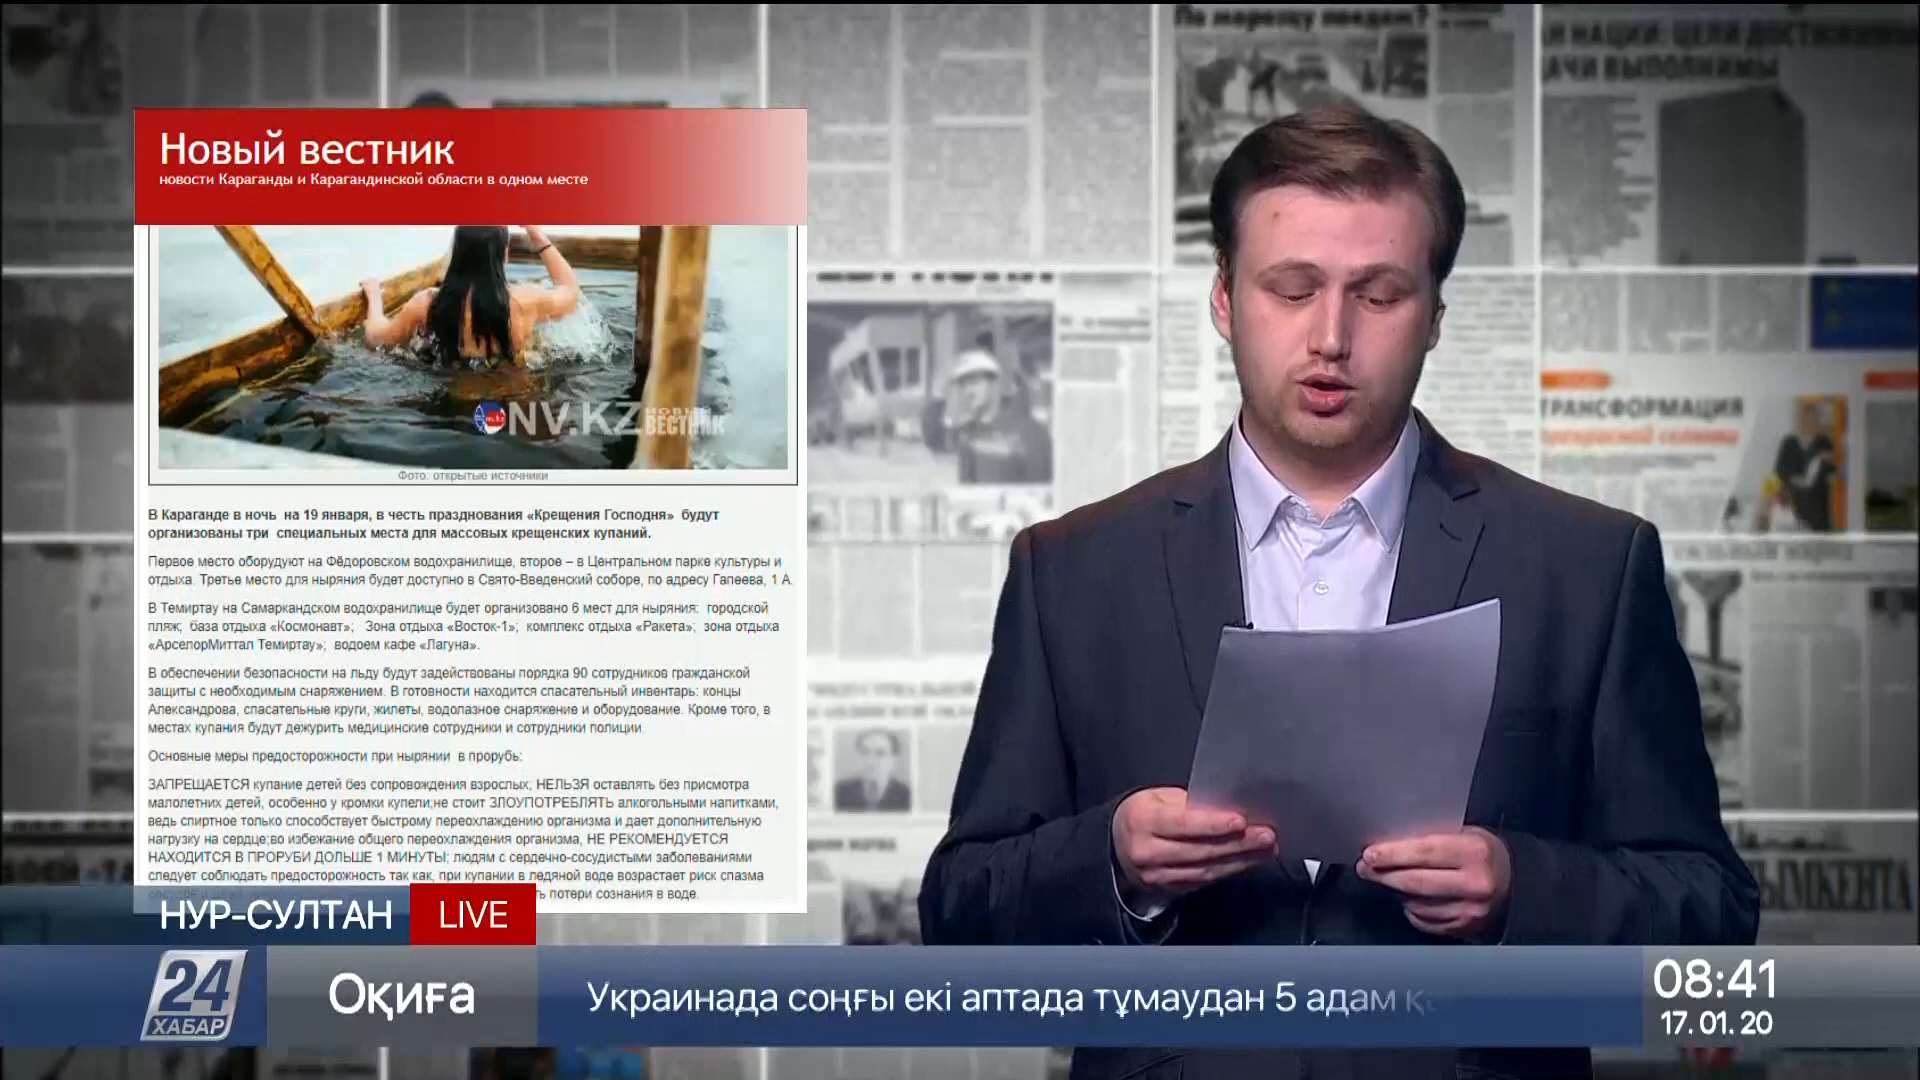 По морозцу поедем?
Новый вестник
новости Караганды и Карагандинской области в одном месте
NV.KZ НОВЫЙ ВЕСТНИК
Фото: открытые источники
В Караганде в ночь на 19 января, в честь празднования «Крещения Господня» будут
организованы три специальных места для массовых крещенских купаний.
Первое место оборудуют на Фёдоровском водохранилище, второе – в Центральном парке культуры и
отдыха. Третье место для ныряния будет доступно в Свято-Введенский соборе, по адресу Гапеева, 1 А.
В Темиртау на Самаркандском водохранилище будет организовано 6 мест для ныряния: городской
пляж; база отдыха «Космонавт»; Зона отдыха «Восток-1»; комплекс отдыха «Ракета»; зона отдыха
«АрселорМиттал Темиртау»; водоем кафе «Лагуна».
В обеспечении безопасности на льду будут задействованы порядка 90 сотрудников гражданской
защиты с необходимым снаряжением. В готовности находится спасательный инвентарь: концы
Александрова, спасательные круги, жилеты, водолазное снаряжение и оборудование. Кроме того, в
местах купания будут дежурить медицинские сотрудники и сотрудники полиции.
Основные меры предосторожности при нырянии в прорубь:
ЗАПРЕЩАЕТСЯ купание детей без сопровождения взрослых; НЕЛЬЗЯ оставлять без присмотра
малолетних детей, особенно у кромки купели;не стоит ЗЛОУПОТРЕБЛЯТЬ алкогольными напитками,
ведь спиртное только способствует быстрому переохлаждению организма и дает дополнительную
нагрузку на сердце;во избежание общего переохлаждения организма, НЕ РЕКОМЕНДУЕТСЯ
НАХОДИТСЯ В ПРОРУБИ ДОЛЬШЕ 1 МИНУТЫ; людям с сердечно-сосудистыми заболеваниями
следует соблюдать предосторожность так как, при купании в ледяной воде возрастает риск спазма
потери сознания в воде.
ТРАНСФОРМАЦИЯ
НУР-СУЛТАН LIVE
24 ХАБАР
Оқиға
Украинада соңғы екі аптада тұмаудан 5 адам
08:41
17. 01. 20